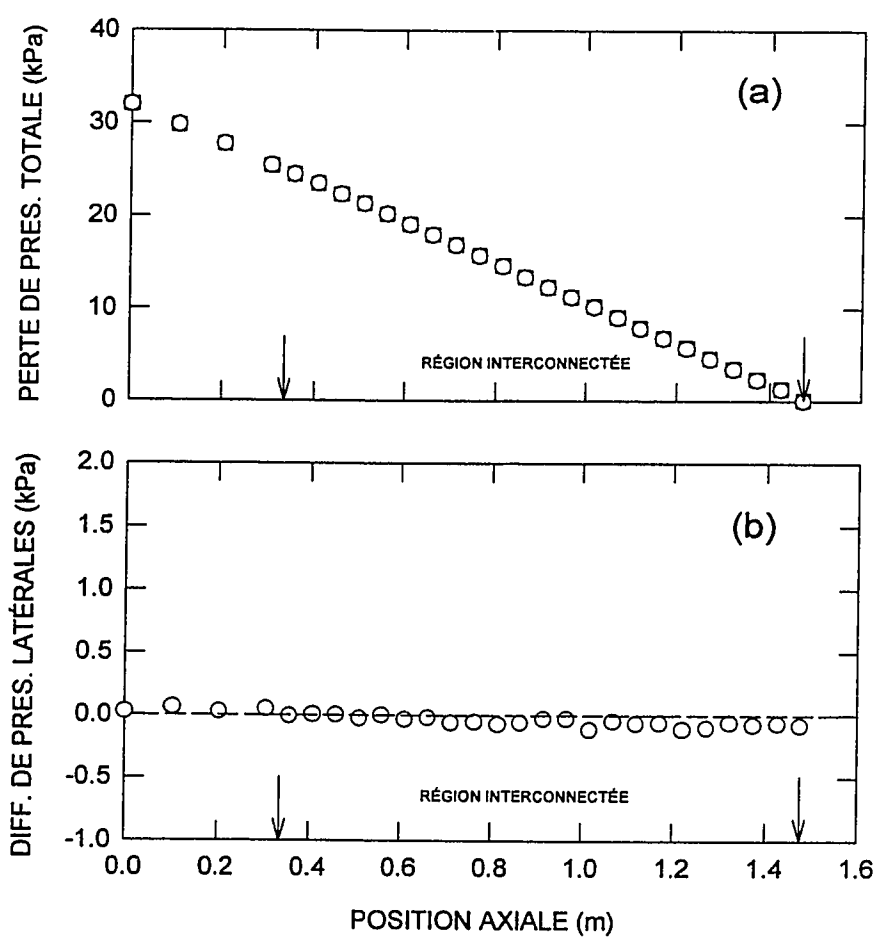 PERTE DE PRES. TOTALE (kPa)
40
30
20
10
0
(a)
RÉGION INTERCONNECTÉE
DIFF. DE PRES. LATÉRALES (kPa)
2.0
1.5
1.0
0.5
0.0
-0.5
-1.0
(b)
RÉGION INTERCONNECTÉE
0.0 0.2 0.4 0.6 0.8 1.0 1.2 1.4 1.6
POSITION AXIALE (m)